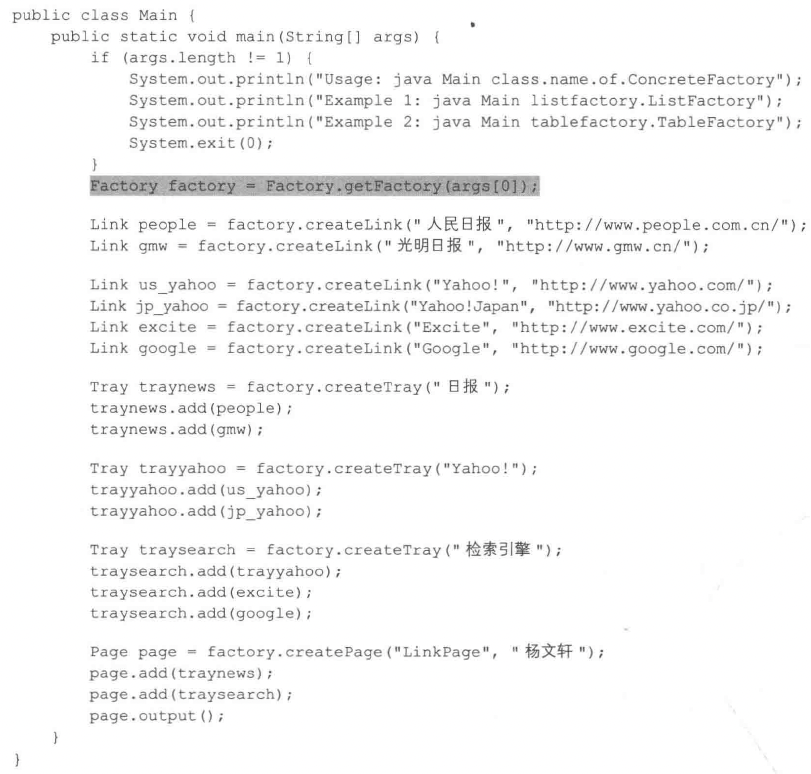 public class Main {
    public static void main(String[] args) {
        if (args.length != 1) {
            System.out.println("Usage: java Main class.name.of.ConcreteFactory");
            System.out.println("Example 1: java Main listfactory.ListFactory");
            System.out.println("Example 2: java Main tablefactory.TableFactory");
            System.exit(0);
        }
        Factory factory = Factory.getFactory(args[0]);

        Link people = factory.createLink("人民日报", "http://www.people.com.cn/");
        Link gmw = factory.createLink("光明日报", "http://www.gmw.cn/");

        Link us_yahoo = factory.createLink("Yahoo!", "http://www.yahoo.com/");
        Link jp_yahoo = factory.createLink("Yahoo!Japan", "http://www.yahoo.co.jp/");
        Link excite = factory.createLink("Excite", "http://www.excite.com/");
        Link google = factory.createLink("Google", "http://www.google.com/");

        Tray traynews = factory.createTray("日报");
        traynews.add(people);
        traynews.add(gmw);

        Tray trayyahoo = factory.createTray("Yahoo!");
        trayyahoo.add(us_yahoo);
        trayyahoo.add(jp_yahoo);

        Tray traysearch = factory.createTray("检索引擎");
        traysearch.add(trayyahoo);
        traysearch.add(excite);
        traysearch.add(google);

        Page page = factory.createPage("LinkPage", "杨文轩");
        page.add(traynews);
        page.add(traysearch);
        page.output();
    }
}